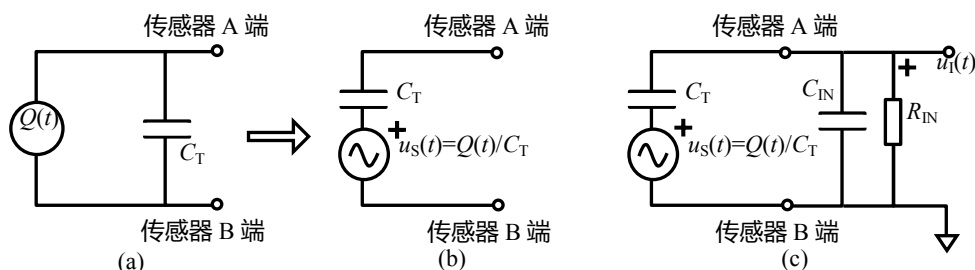 传感器 A 端
Q(t)
C_T
传感器 B 端
(a)
传感器 A 端
C_T
+
u_S(t)=Q(t)/C_T
传感器 B 端
(b)
传感器 A 端
C_T
+
u_S(t)=Q(t)/C_T
C_IN
R_IN
+
u_I(t)
传感器 B 端
(c)